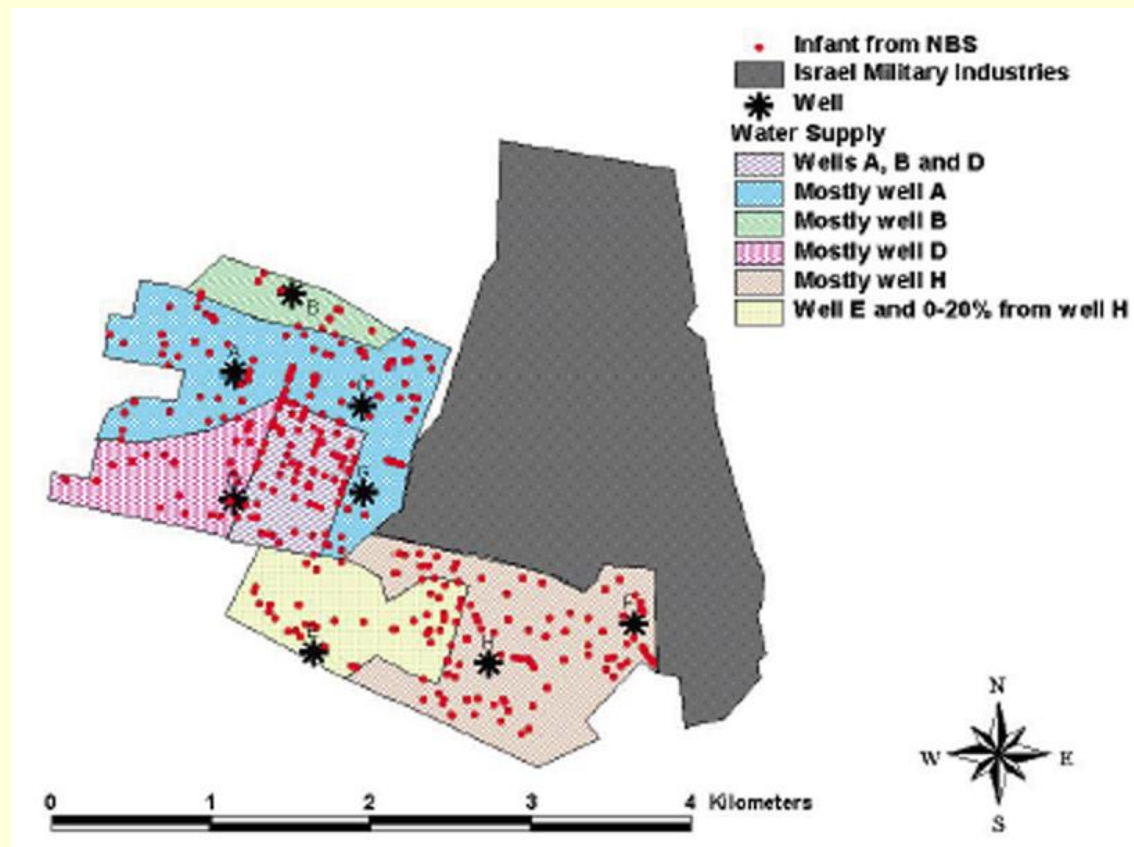 Infant from NBS
Israel Military Industries
Well
Water Supply
Wells A, B and D
Mostly well A
Mostly well B
Mostly well D
Mostly well H
Well E and 0-20% from well H
B
A
G
E
H
F
N
W E
S
0 1 2 3 4 Kilometers